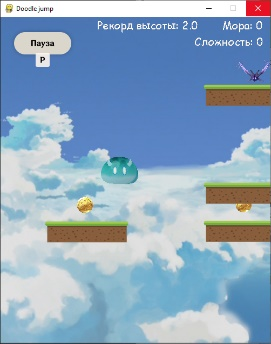 Doodle jump
Рекорд высоты: 2.0 Мора: 0
Сложность: 0
Пауза
P